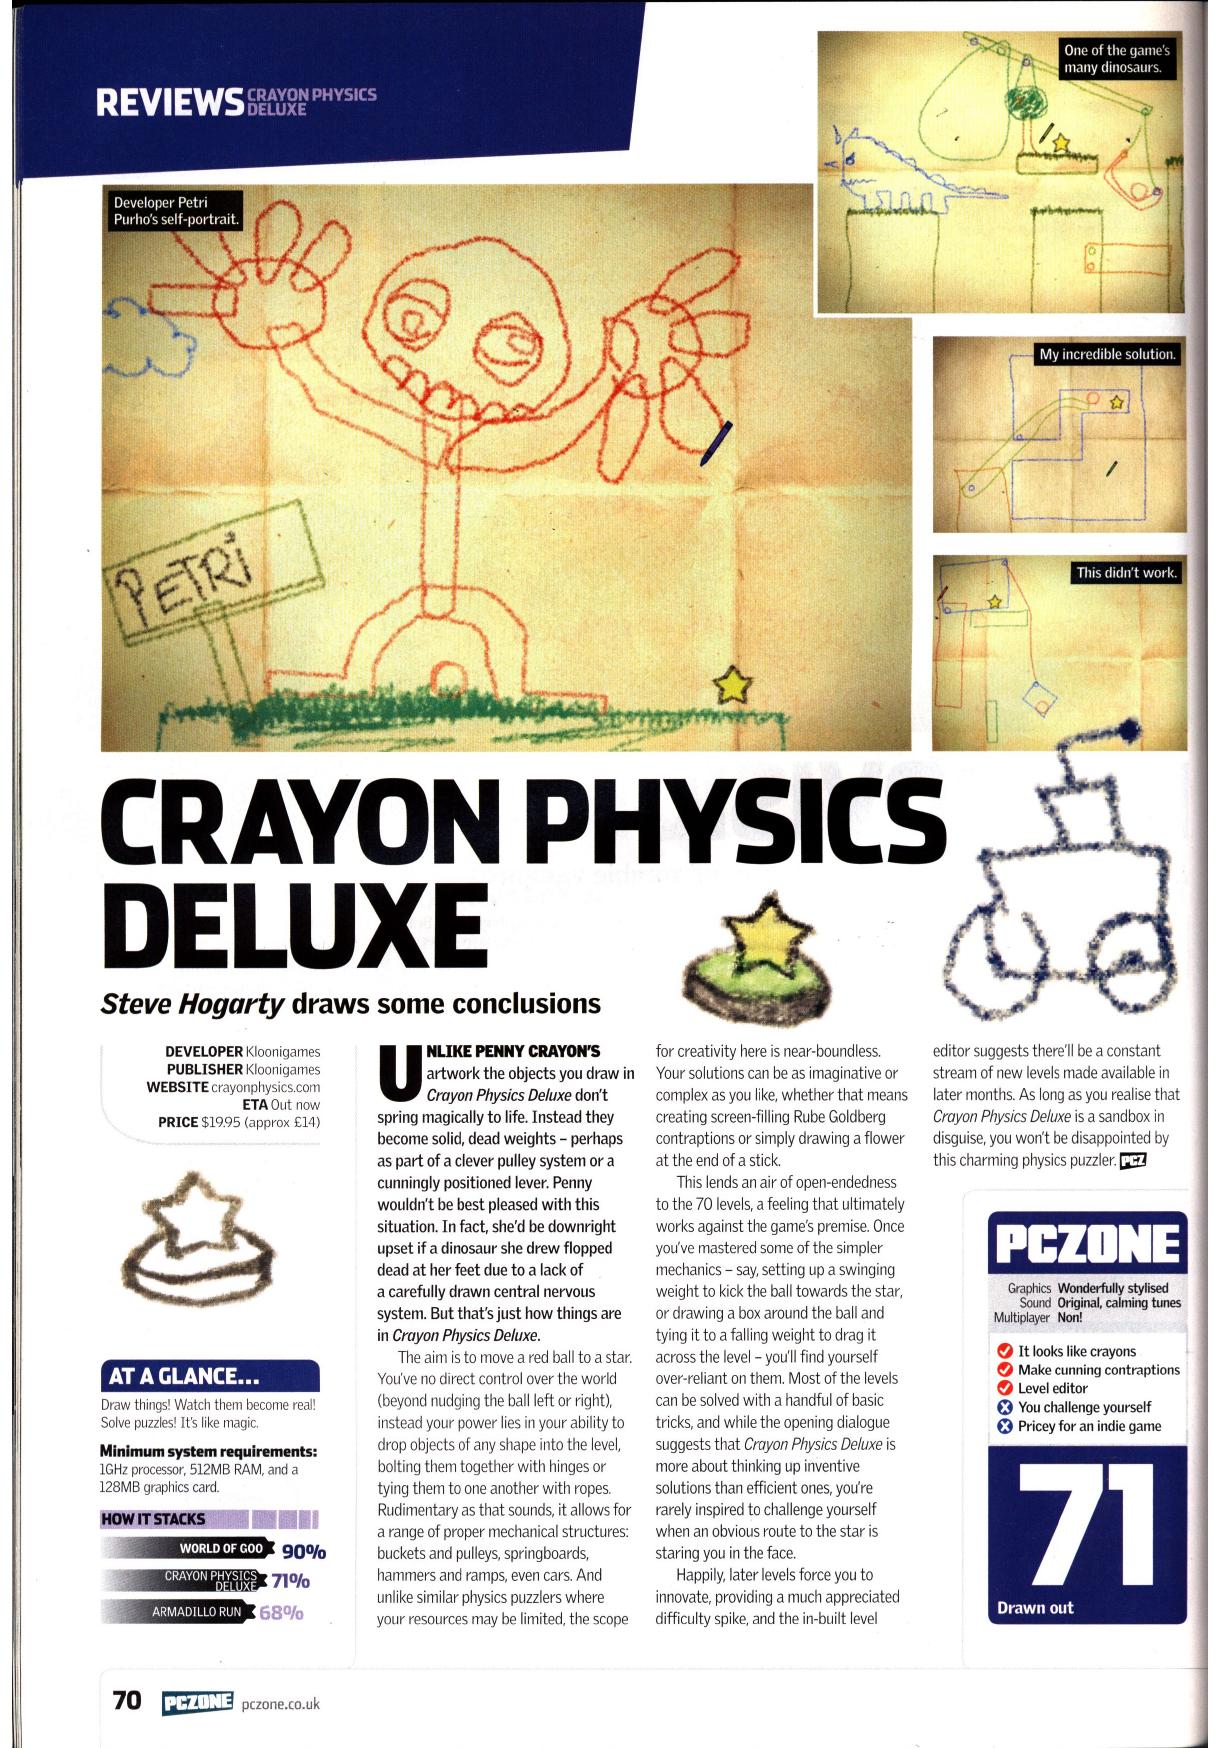 REVIEWS CRAYON PHYSICS
DELUXE
One of the game's
many dinosaurs.
Developer Petri
Purho's self-portrait.
My incredible solution.
This didn't work.
PETRI
CRAYON PHYSICS
DELUXE
Steve Hogarty draws some conclusions
DEVELOPER Kloonigames
PUBLISHER Kloonigames
WEBSITE crayonphysics.com
ETA Out now
PRICE $19.95 (approx £14)
AT A GLANCE...
Draw things! Watch them become real!
Solve puzzles! It's like magic.
Minimum system requirements:
1GHz processor, 512MB RAM, and a
128MB graphics card.
HOW IT STACKS
WORLD OF GOO 90%
CRAYON PHYSICS
DELUXE 71%
ARMADILLO RUN 68%
UNLIKE PENNY CRAYON'S
artwork the objects you draw in
Crayon Physics Deluxe don't
spring magically to life. Instead they
become solid, dead weights – perhaps
as part of a clever pulley system or a
cunningly positioned lever. Penny
wouldn't be best pleased with this
situation. In fact, she'd be downright
upset if a dinosaur she drew flopped
dead at her feet due to a lack of
a carefully drawn central nervous
system. But that's just how things are
in Crayon Physics Deluxe.
The aim is to move a red ball to a star.
You've no direct control over the world
(beyond nudging the ball left or right),
instead your power lies in your ability to
drop objects of any shape into the level,
bolting them together with hinges or
tying them to one another with ropes.
Rudimentary as that sounds, it allows for
a range of proper mechanical structures:
buckets and pulleys, springboards,
hammers and ramps, even cars. And
unlike similar physics puzzlers where
your resources may be limited, the scope
for creativity here is near-boundless.
Your solutions can be as imaginative or
complex as you like, whether that means
creating screen-filling Rube Goldberg
contraptions or simply drawing a flower
at the end of a stick.
This lends an air of open-endedness
to the 70 levels, a feeling that ultimately
works against the game's premise. Once
you've mastered some of the simpler
mechanics – say, setting up a swinging
weight to kick the ball towards the star,
or drawing a box around the ball and
tying it to a falling weight to drag it
across the level – you'll find yourself
over-reliant on them. Most of the levels
can be solved with a handful of basic
tricks, and while the opening dialogue
suggests that Crayon Physics Deluxe is
more about thinking up inventive
solutions than efficient ones, you're
rarely inspired to challenge yourself
when an obvious route to the star is
staring you in the face.
Happily, later levels force you to
innovate, providing a much appreciated
difficulty spike, and the in-built level
editor suggests there'll be a constant
stream of new levels made available in
later months. As long as you realise that
Crayon Physics Deluxe is a sandbox in
disguise, you won't be disappointed by
this charming physics puzzler. PCZ
PCZONE
Graphics Wonderfully stylised
Sound Original, calming tunes
Multiplayer Non!
It looks like crayons
Make cunning contraptions
Level editor
You challenge yourself
Pricey for an indie game
71
Drawn out
70 PCZONE pczone.co.uk